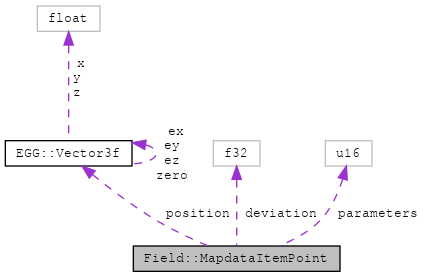 float
x
y
z
ex
ey
ez
zero
EGG::Vector3f
f32
u16
position
deviation
parameters
Field::MapdataItemPoint